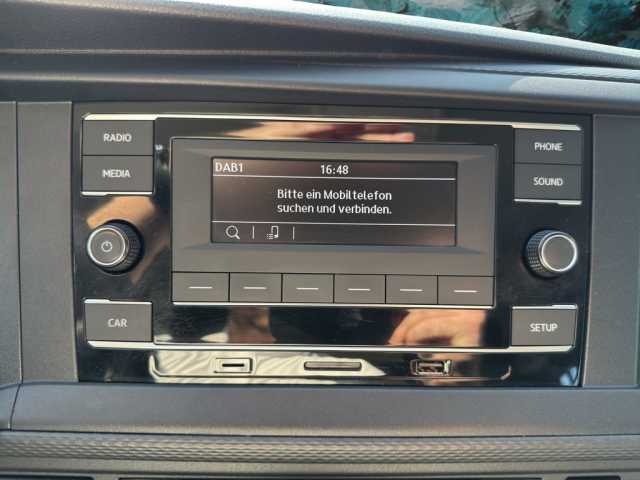 RADIO
MEDIA
DAB1 16:48
Bitte ein Mobiltelefon
suchen und verbinden.
PHONE
SOUND
CAR
SETUP